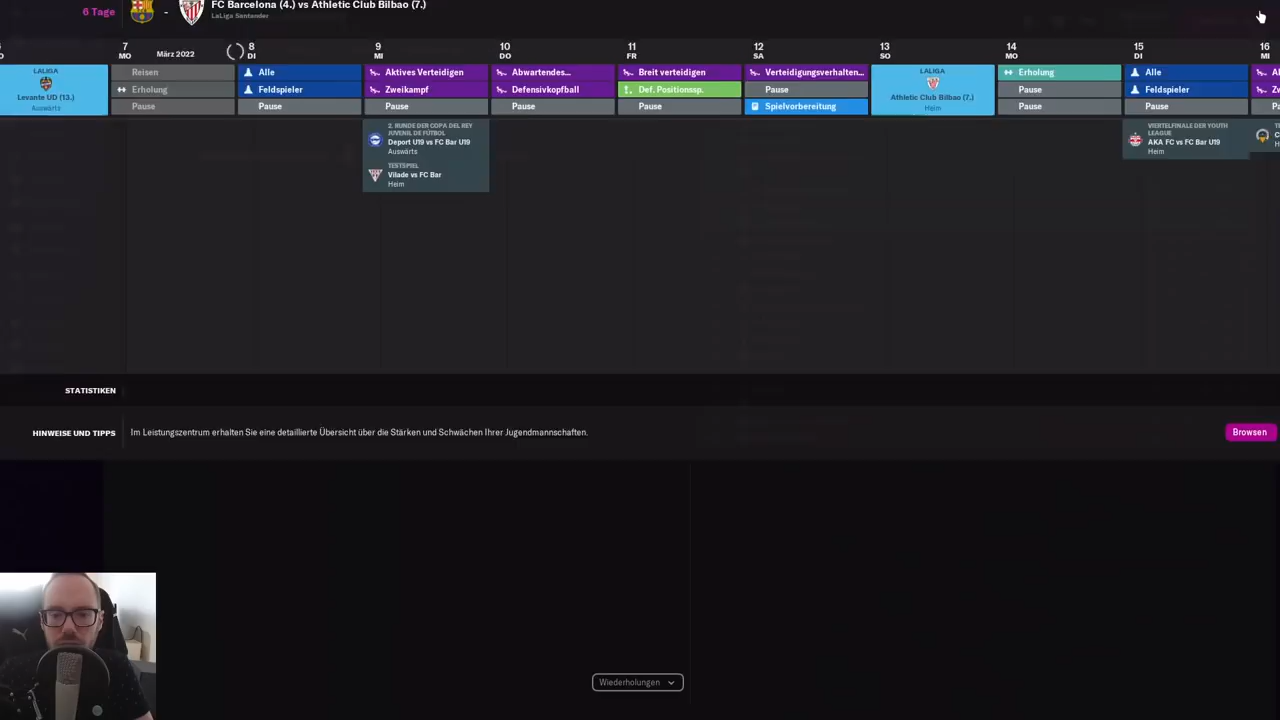 6 Tage
-
FC Barcelona (4.) vs Athletic Club Bilbao (7.)
LaLiga Santander
7
MO
März 2022
8
DI
9
MI
10
DO
11
FR
12
SA
13
SO
14
MO
15
DI
16
MI
LALIGA
Levante UD (13.)
Auswärts
Reisen
Erholung
Pause
Alle
Feldspieler
Pause
Aktives Verteidigen
Zweikampf
Pause
Abwartendes...
Defensivkopfball
Pause
Breit verteidigen
Def. Positionssp.
Pause
Verteidigungsverhalten...
Pause
Spielvorbereitung
LALIGA
Athletic Club Bilbao (7.)
Heim
Erholung
Pause
Pause
Alle
Feldspieler
Pause
2. RUNDE DER COPA DEL REY
JUVENIL DE FÚTBOL
Deport U19 vs FC Bar U19
Auswärts
TESTSPIEL
Vilade vs FC Bar
Heim
VIERTELFINALE DER YOUTH
LEAGUE
AKA FC vs FC Bar U19
Heim
STATISTIKEN
HINWEISE UND TIPPS
Im Leistungszentrum erhalten Sie eine detaillierte Übersicht über die Stärken und Schwächen Ihrer Jugendmannschaften.
Browsen
Wiederholungen